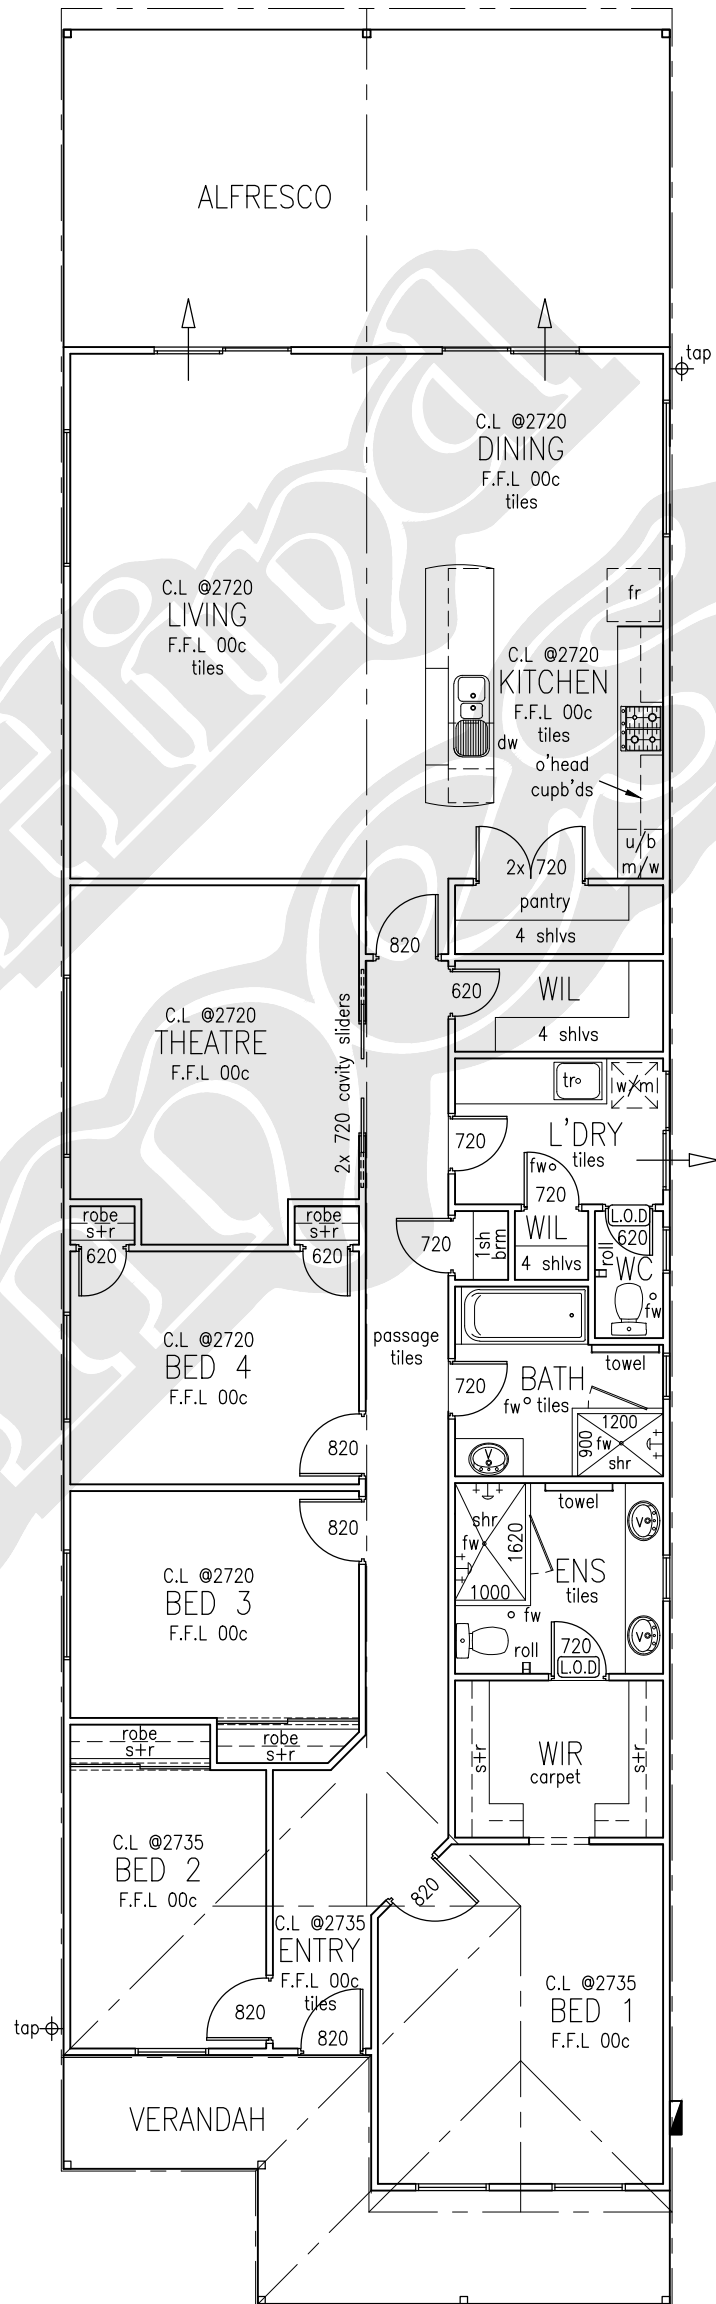 ALFRESCO
tap
C.L @2720
DINING
F.F.L 00c
tiles
C.L @2720
LIVING
F.F.L 00c
tiles
fr
C.L @2720
KITCHEN
F.F.L 00c
tiles
dw
o'head
cupb'ds
u/b
m/w
2x 720
pantry
4 shlvs
820
620
WIL
4 shlvs
C.L @2720
THEATRE
F.F.L 00c
2x 720 cavity sliders
tr
w/m
L'DRY
tiles
720
fw
720
WIL
4 shlvs
L.O.D
620
roll
WC
fw
720
1sh
brm
robe
s+r
620
robe
s+r
620
C.L @2720
BED 4
F.F.L 00c
820
passage
tiles
towel
BATH
fw tiles
720
1200
900
fw
shr
v
C.L @2720
BED 3
F.F.L 00c
820
towel
shr
fw
1620
1000
ENS
tiles
v
v
fw
roll
720
L.O.D
robe
s+r
robe
s+r
s+r
WIR
carpet
s+r
C.L @2735
BED 2
F.F.L 00c
820
820
C.L @2735
ENTRY
F.F.L 00c
tiles
820
C.L @2735
BED 1
F.F.L 00c
tap
VERANDAH